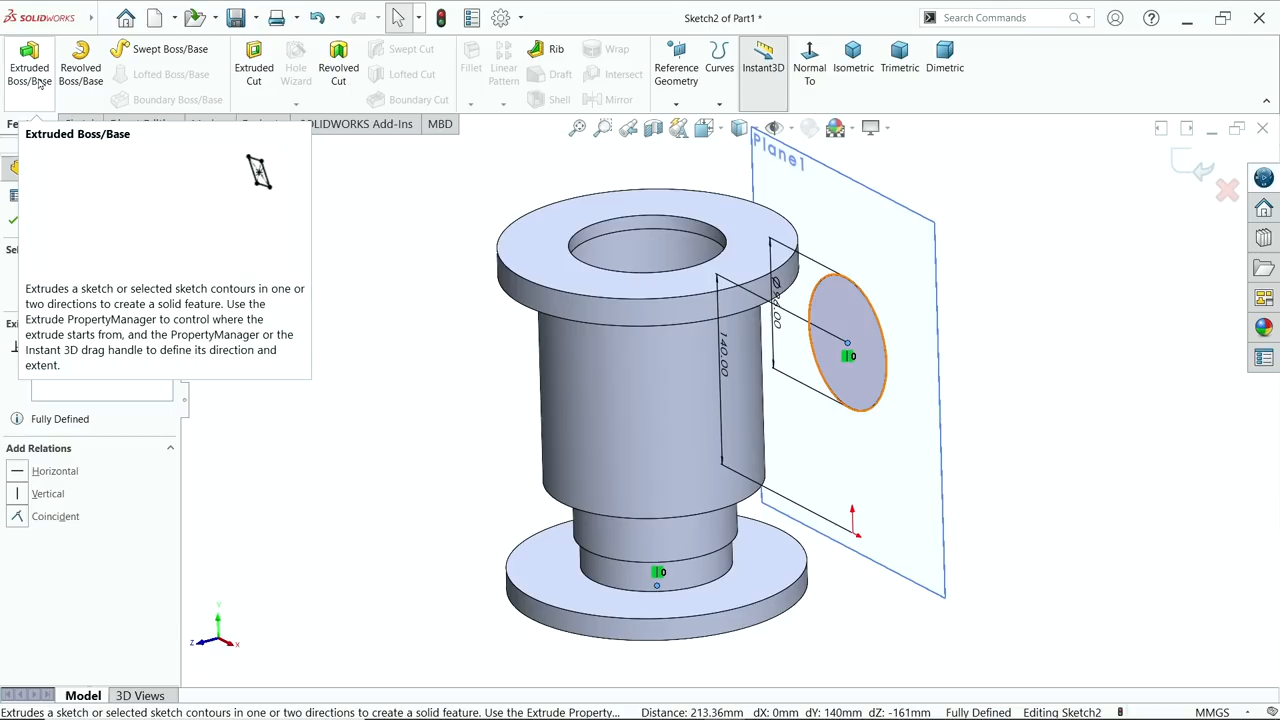 SOLIDWORKS
Sketch2 of Part1 *
Search Commands
Extruded
Boss/Base
Revolved
Boss/Base
Swept Boss/Base
Lofted Boss/Base
Boundary Boss/Base
Extruded
Cut
Hole
Wizard
Revolved
Cut
Swept Cut
Lofted Cut
Boundary Cut
Fillet
Linear
Pattern
Rib
Draft
Shell
Wrap
Intersect
Mirror
Reference
Geometry
Curves
Instant3D
Normal
To
Isometric
Trimetric
Dimetric
SOLIDWORKS Add-Ins
MBD
Extruded Boss/Base
Extrudes a sketch or selected sketch contours in one or
two directions to create a solid feature. Use the
Extrude PropertyManager to control where the
extrude starts from, and the PropertyManager or the
Instant 3D drag handle to define its direction and
extent.
Fully Defined
Add Relations
Horizontal
Vertical
Coincident
Plane1
140.00
0
0
Y
Z
X
Model
3D Views
Extrudes a sketch or selected sketch contours in one or two directions to create a solid feature. Use the Extrude Property...
Distance: 213.36mm
dX: 0mm dY: 140mm dZ: -161mm
Fully Defined
Editing Sketch2
MMGS